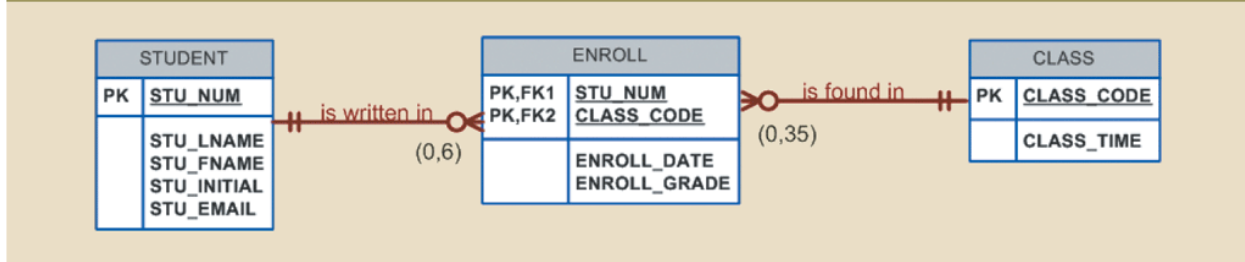 STUDENT
PK STU_NUM
STU_LNAME
STU_FNAME
STU_INITIAL
STU_EMAIL
is written in
(0,6)
ENROLL
PK,FK1 STU_NUM
PK,FK2 CLASS_CODE
ENROLL_DATE
ENROLL_GRADE
is found in
(0,35)
CLASS
PK CLASS_CODE
CLASS_TIME